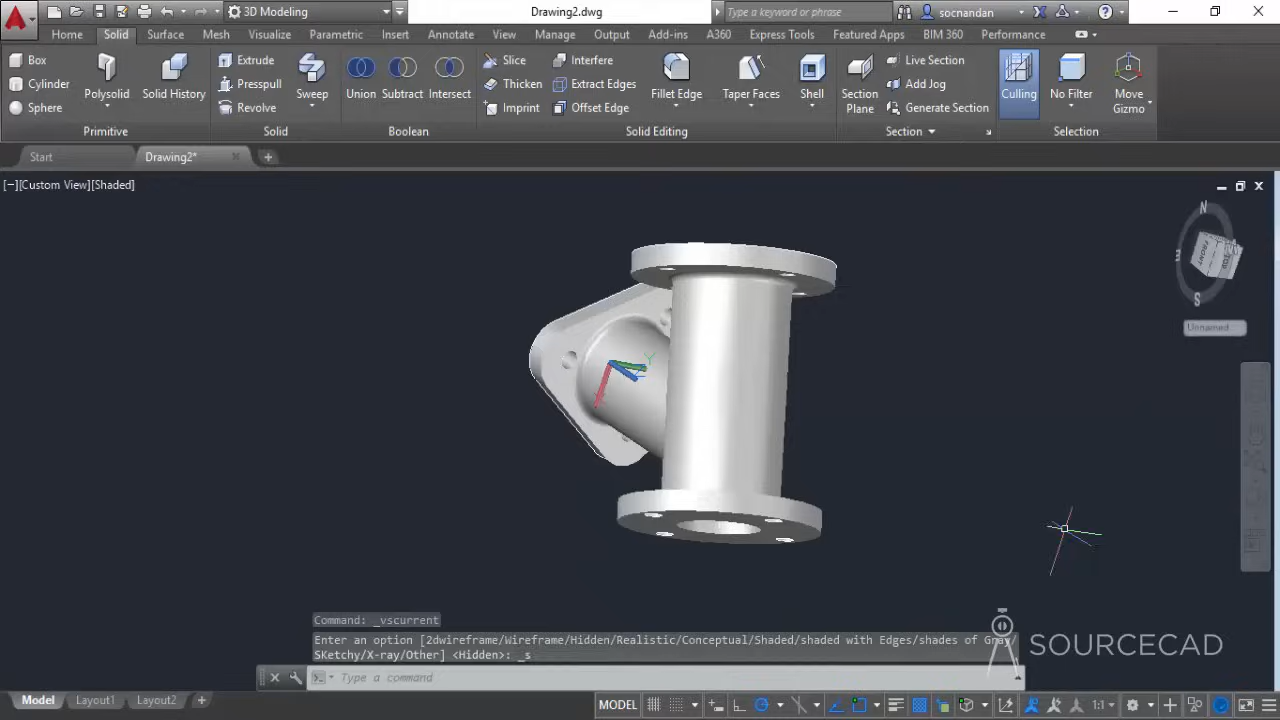 3D Modeling
Drawing2.dwg
Type a keyword or phrase
socnandan
Home
Solid
Surface
Mesh
Visualize
Parametric
Insert
Annotate
View
Manage
Output
Add-ins
A360
Express Tools
Featured Apps
BIM 360
Performance
Box
Cylinder
Sphere
Polysolid
Solid History
Extrude
Presspull
Revolve
Sweep
Union
Subtract
Intersect
Slice
Thicken
Imprint
Interfere
Extract Edges
Offset Edge
Fillet Edge
Taper Faces
Shell
Section
Plane
Live Section
Add Jog
Generate Section
Culling
No Filter
Move
Gizmo
Primitive
Solid
Boolean
Solid Editing
Section
Selection
Start
Drawing2*
[−][Custom View][Shaded]
N
E
FRONT
S
Unnamed
Y
Command: _vscurrent
Enter an option [2dwireframe/Wireframe/Hidden/Realistic/Conceptual/Shaded/shaded with Edges/shades of Gray/
SKetchy/X-ray/Other] <Hidden>: _s
SOURCECAD
Type a command
Model
Layout1
Layout2
MODEL
1:1